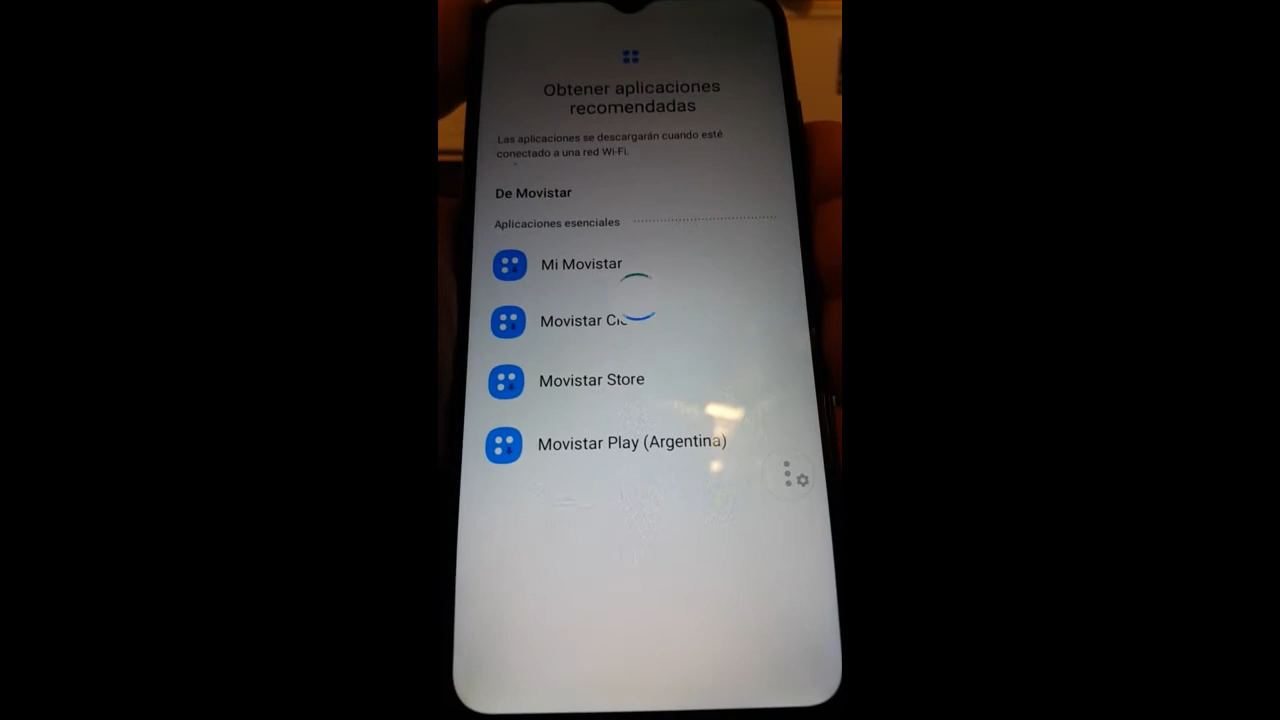 Obtener aplicaciones
recomendadas
Las aplicaciones se descargarán cuando esté
conectado a una red Wi-Fi.
De Movistar
Aplicaciones esenciales
Mi Movistar
Movistar
Movistar Store
Movistar Play (Argentina)